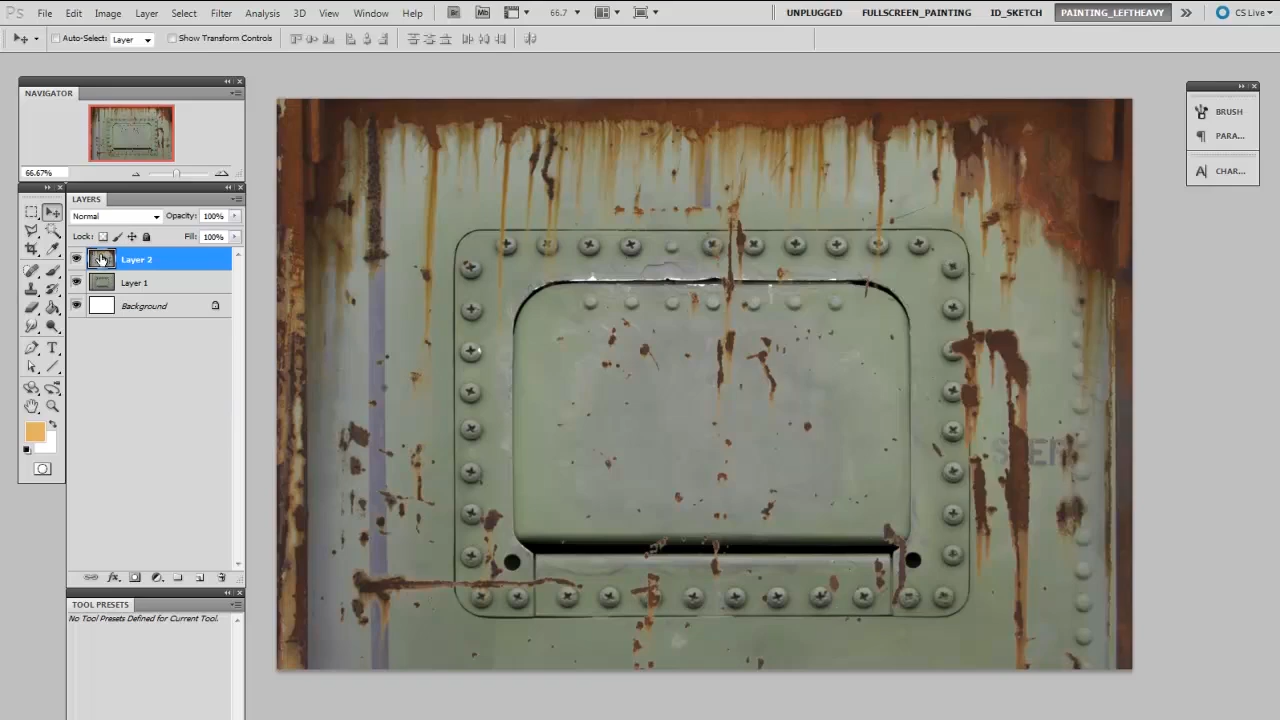 Ps File Edit Image Layer Select Filter Analysis 3D View Window Help Br Mb 66.7 UNPLUGGED FULLSCREEN_PAINTING ID_SKETCH PAINTING_LEFTHEAVY CS Live
Auto-Select: Layer Show Transform Controls
NAVIGATOR
66.67%
LAYERS
Normal Opacity: 100%
Lock: Fill: 100%
Layer 2
Layer 1
Background
TOOL PRESETS
No Tool Presets Defined for Current Tool.
BRUSH
PARA...
CHAR...